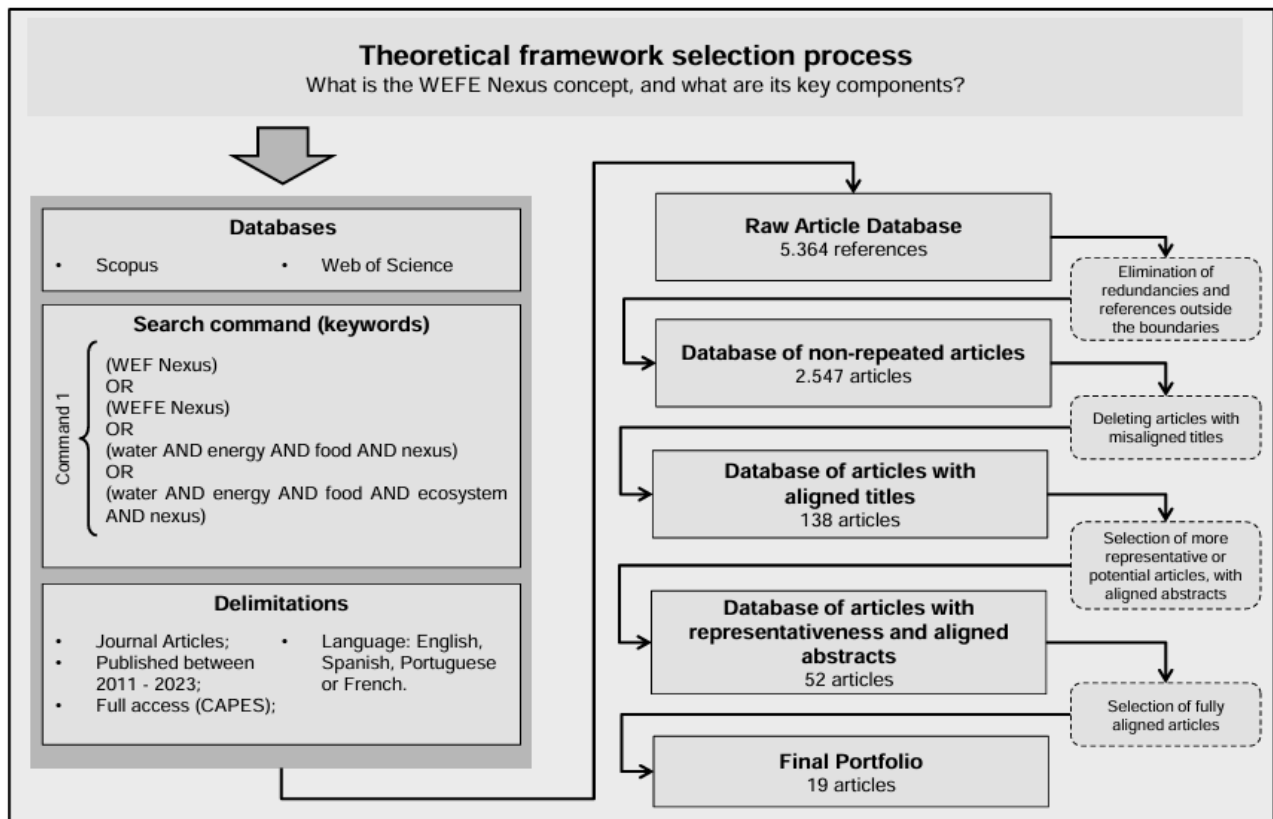 Theoretical framework selection process
What is the WEFE Nexus concept, and what are its key components?
Databases
• Scopus
• Web of Science
Search command (keywords)
Command 1
(WEF Nexus)
OR
(WEFE Nexus)
OR
(water AND energy AND food AND nexus)
OR
(water AND energy AND food AND ecosystem
AND nexus)
Delimitations
• Journal Articles;
• Published between
2011 - 2023;
• Full access (CAPES);
• Language: English,
Spanish, Portuguese
or French.
Raw Article Database
5.364 references
Elimination of
redundancies and
references outside
the boundaries
Database of non-repeated articles
2.547 articles
Deleting articles with
misaligned titles
Database of articles with
aligned titles
138 articles
Selection of more
representative or
potential articles, with
aligned abstracts
Database of articles with
representativeness and aligned
abstracts
52 articles
Selection of fully
aligned articles
Final Portfolio
19 articles